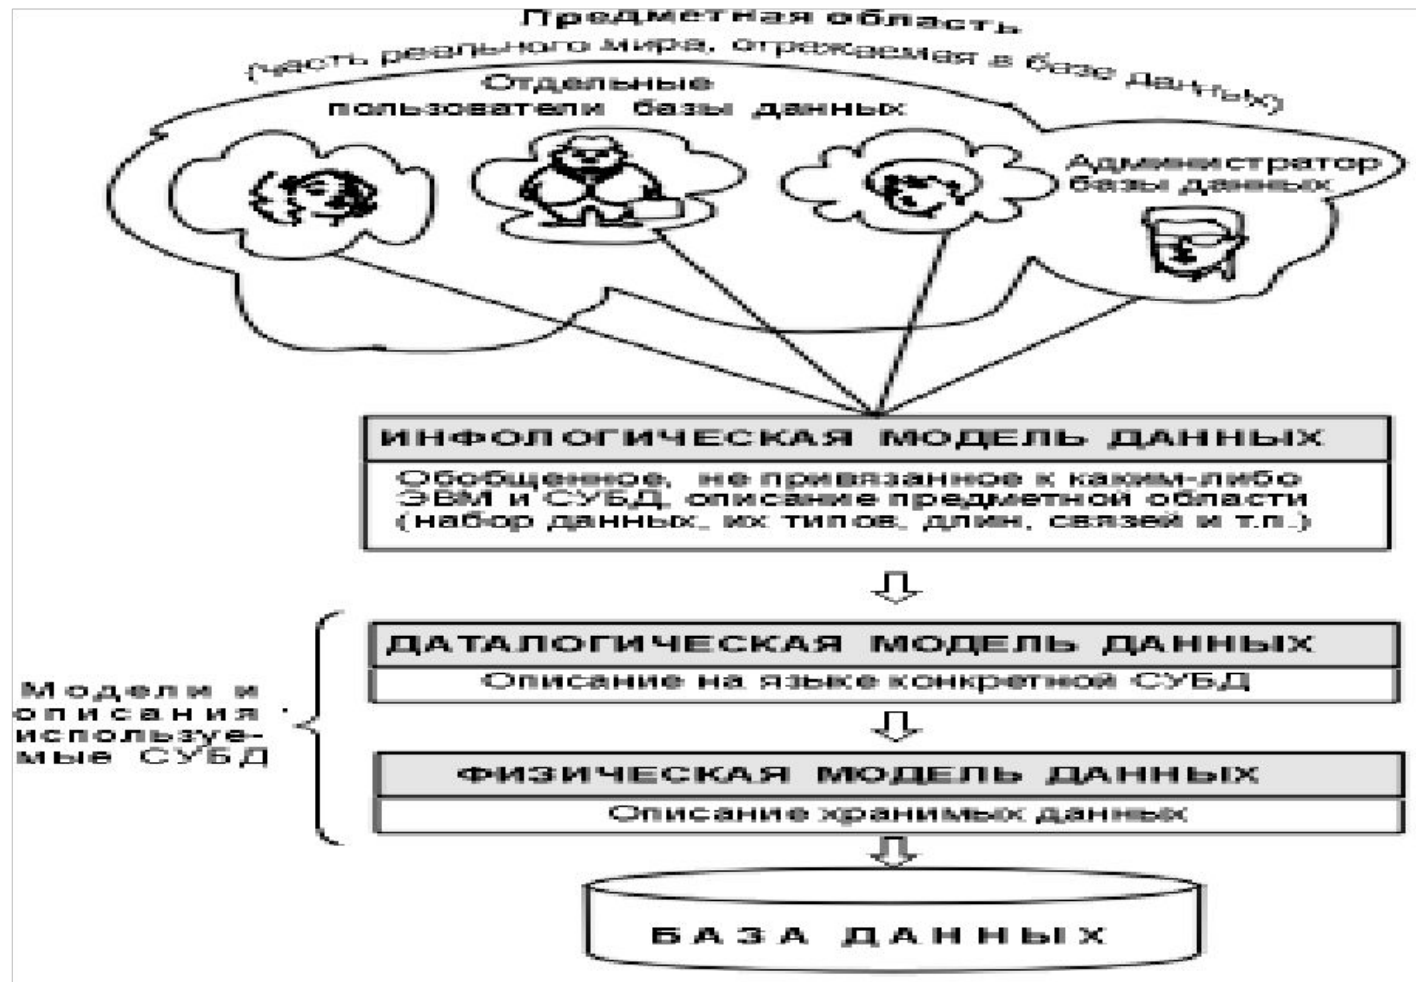 Предметная область
(часть реального мира, отражаемая в базе данных)
Отдельные
пользователи базы данных
Администратор
базы данных
ИНФОЛОГИЧЕСКАЯ МОДЕЛЬ ДАННЫХ
Обобщенное, не привязанное к каким-либо
ЭВМ и СУБД, описание предметной области
(набор данных, их типов, длин, связей и т.п.)
ДАТАЛОГИЧЕСКАЯ МОДЕЛЬ ДАННЫХ
Описание на языке конкретной СУБД
Модели и
описания
используе-
мые СУБД
ФИЗИЧЕСКАЯ МОДЕЛЬ ДАННЫХ
Описание хранимых данных
БАЗА ДАННЫХ